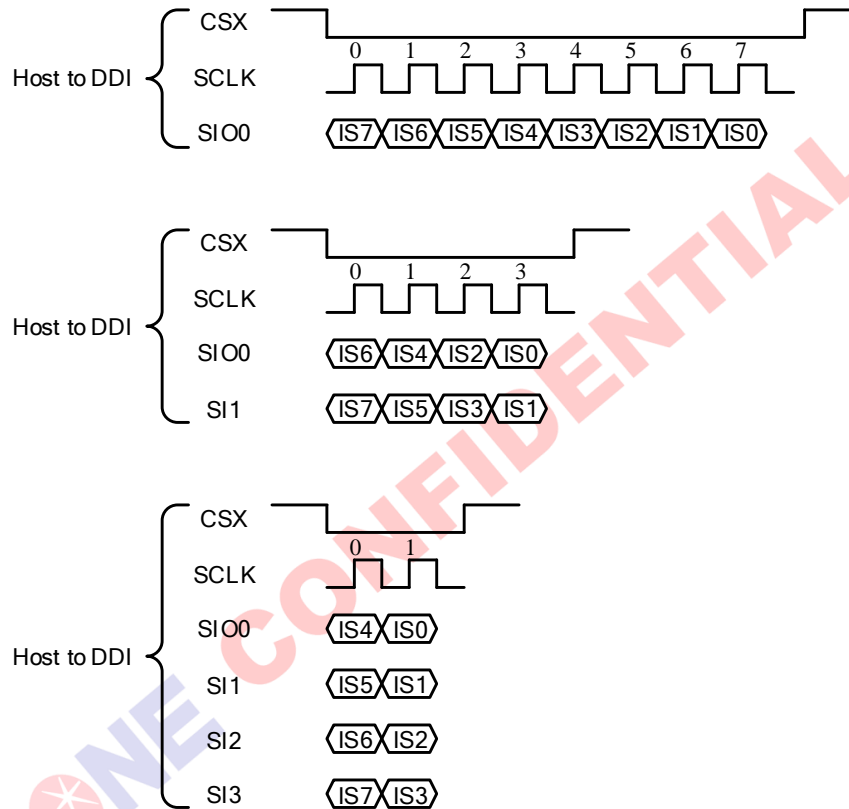 CSX
0 1 2 3 4 5 6 7
Host to DDI SCLK
SIO0 IS7 IS6 IS5 IS4 IS3 IS2 IS1 IS0
CSX
0 1 2 3
SCLK
Host to DDI
SIO0 IS6 IS4 IS2 IS0
SI1 IS7 IS5 IS3 IS1
CSX
0 1
SCLK
SIO0 IS4 IS0
Host to DDI
SI1 IS5 IS1
SI2 IS6 IS2
SI3 IS7 IS3
NE CONFIDENTIAL